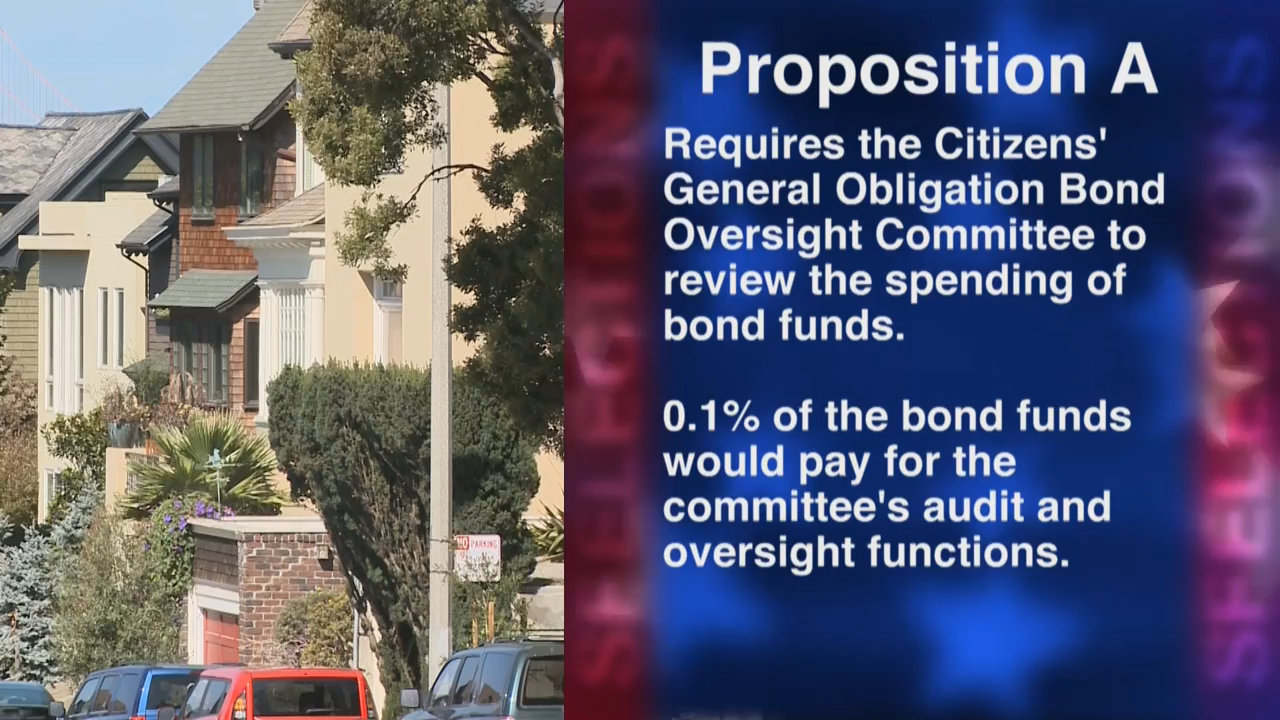 Proposition A
Requires the Citizens'
General Obligation Bond
Oversight Committee to
review the spending of
bond funds.
0.1% of the bond funds
would pay for the
committee's audit and
oversight functions.
NO PARKING